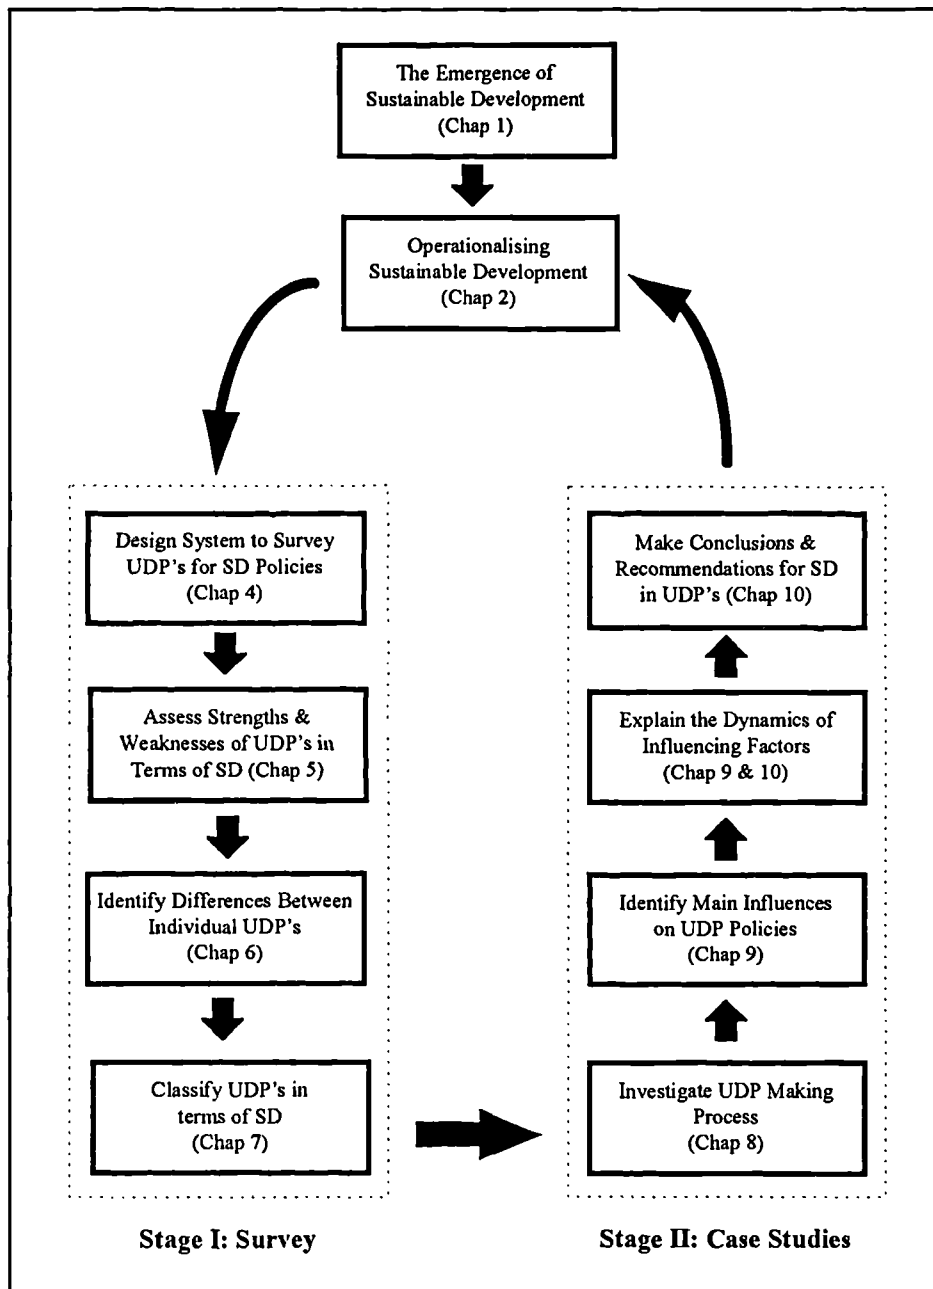 The Emergence of
Sustainable Development
(Chap 1)
Operationalising
Sustainable Development
(Chap 2)
Design System to Survey
UDP's for SD Policies
(Chap 4)
Assess Strengths &
Weaknesses of UDP's in
Terms of SD (Chap 5)
Identify Differences Between
Individual UDP's
(Chap 6)
Classify UDP's in
terms of SD
(Chap 7)
Stage I: Survey
Make Conclusions &
Recommendations for SD
in UDP's (Chap 10)
Explain the Dynamics of
Influencing Factors
(Chap 9 & 10)
Identify Main Influences
on UDP Policies
(Chap 9)
Investigate UDP Making
Process
(Chap 8)
Stage II: Case Studies